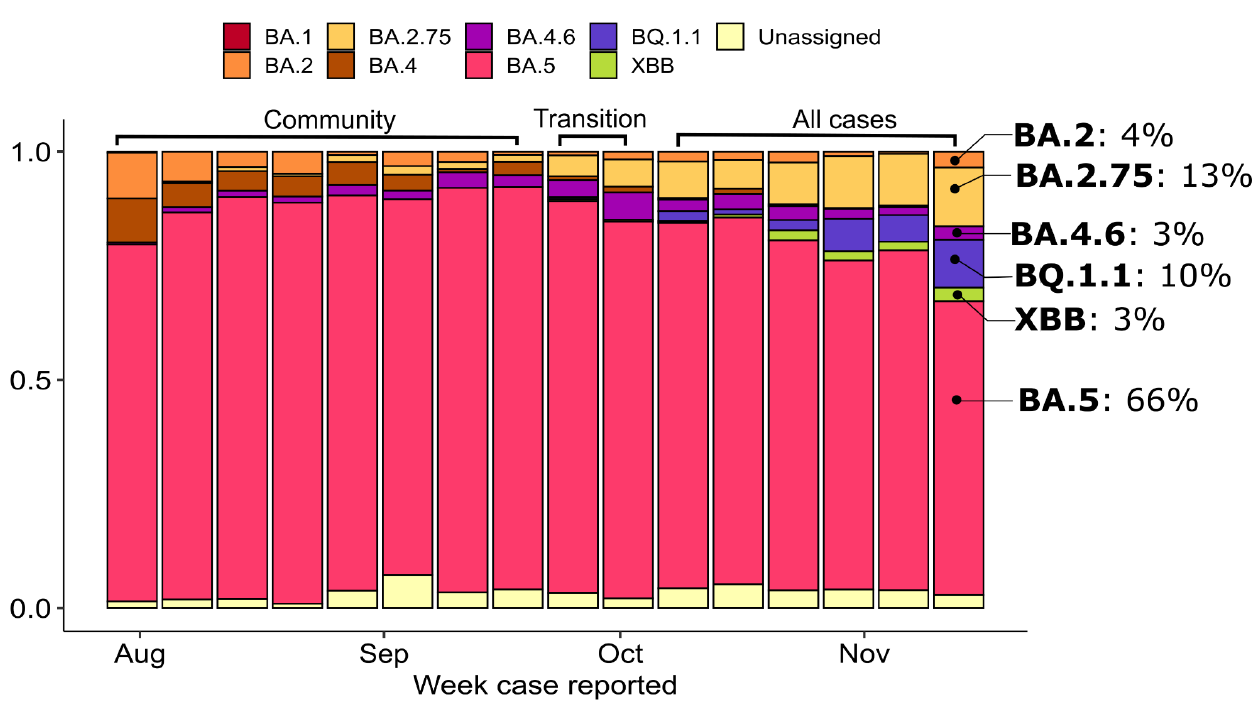 BA.1 BA.2.75 BA.4.6 BQ.1.1 Unassigned
BA.2 BA.4 BA.5 XBB
Community Transition All cases
1.0
0.5
0.0
BA.2: 4%
BA.2.75: 13%
BA.4.6: 3%
BQ.1.1: 10%
XBB: 3%
BA.5: 66%
Aug Sep Oct Nov
Week case reported